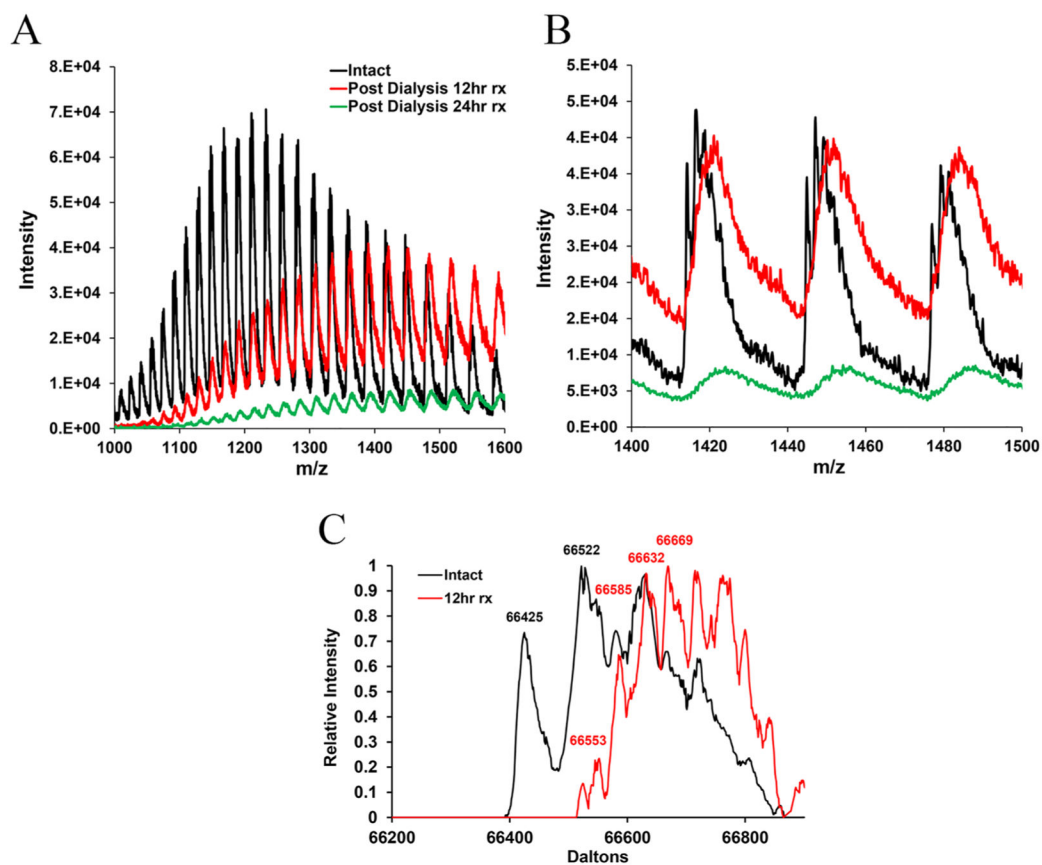 A
8.E+04
7.E+04
6.E+04
5.E+04
4.E+04
3.E+04
2.E+04
1.E+04
0.E+00
Intensity
1000 1100 1200 1300 1400 1500 1600
m/z
Intact
Post Dialysis 12hr rx
Post Dialysis 24hr rx
B
5.E+04
5.E+04
4.E+04
4.E+04
3.E+04
3.E+04
2.E+04
2.E+04
1.E+04
5.E+03
0.E+00
Intensity
1400 1420 1440 1460 1480 1500
m/z
C
1
0.9
0.8
0.7
0.6
0.5
0.4
0.3
0.2
0.1
0
Relative Intensity
Intact
12hr rx
66425
66522
66553
66585
66632
66669
66200 66400 66600 66800
Daltons